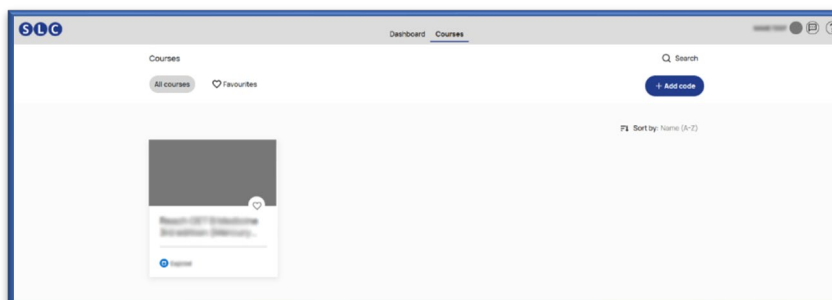 SLC
Dashboard Courses
Courses
Search
All courses
Favourites
+ Add code
Sort by: Name (A-Z)